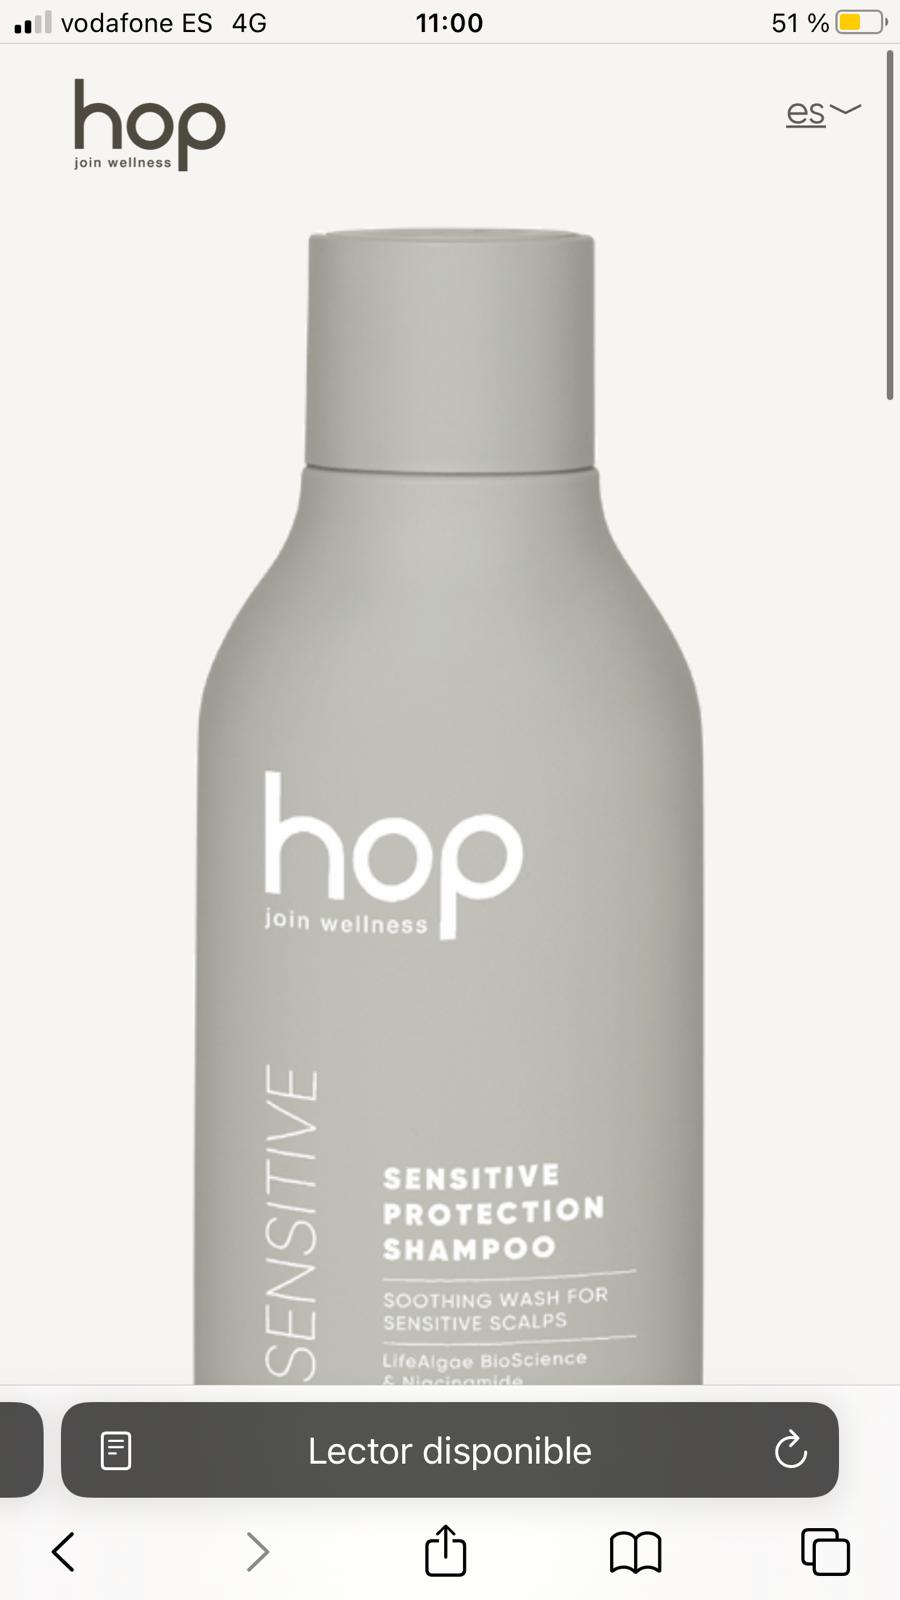 vodafone ES 4G 11:00 51 %
hop
join wellness
es
hop
join wellness
SENSITIVE
SENSITIVE
PROTECTION
SHAMPOO
SOOTHING WASH FOR
SENSITIVE SCALPS
LifeAlgae BioScience
& Niacinamide
Lector disponible